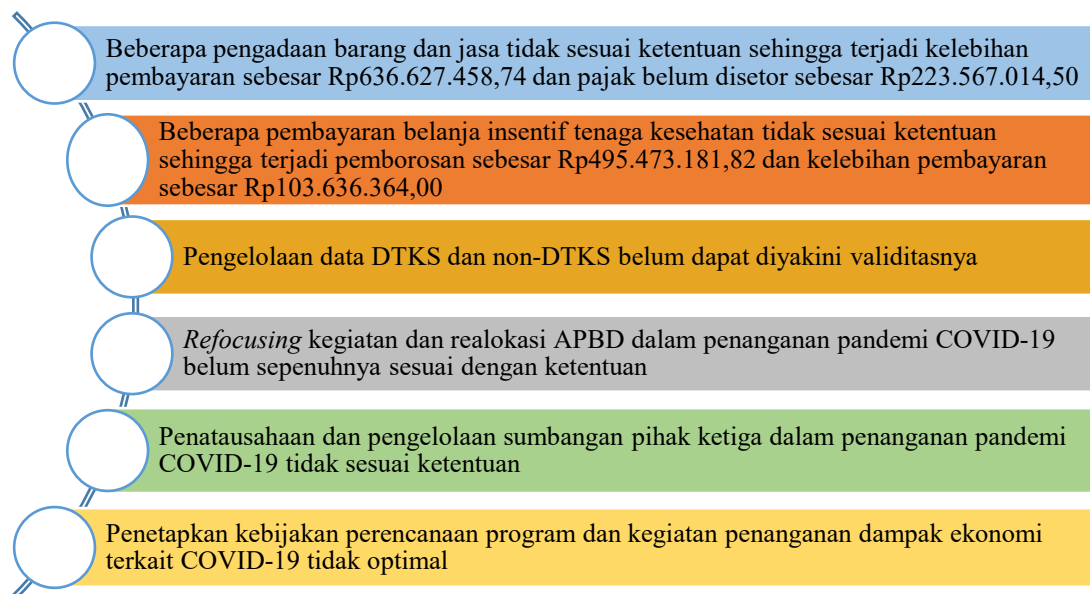 Beberapa pengadaan barang dan jasa tidak sesuai ketentuan sehingga terjadi kelebihan
pembayaran sebesar Rp636.627.458,74 dan pajak belum disetor sebesar Rp223.567.014,50
Beberapa pembayaran belanja insentif tenaga kesehatan tidak sesuai ketentuan
sehingga terjadi pemborosan sebesar Rp495.473.181,82 dan kelebihan pembayaran
sebesar Rp103.636.364,00
Pengelolaan data DTKS dan non-DTKS belum dapat diyakini validitasnya
Refocusing kegiatan dan realokasi APBD dalam penanganan pandemi COVID-19
belum sepenuhnya sesuai dengan ketentuan
Penatausahaan dan pengelolaan sumbangan pihak ketiga dalam penanganan pandemi
COVID-19 tidak sesuai ketentuan
Penetapkan kebijakan perencanaan program dan kegiatan penanganan dampak ekonomi
terkait COVID-19 tidak optimal